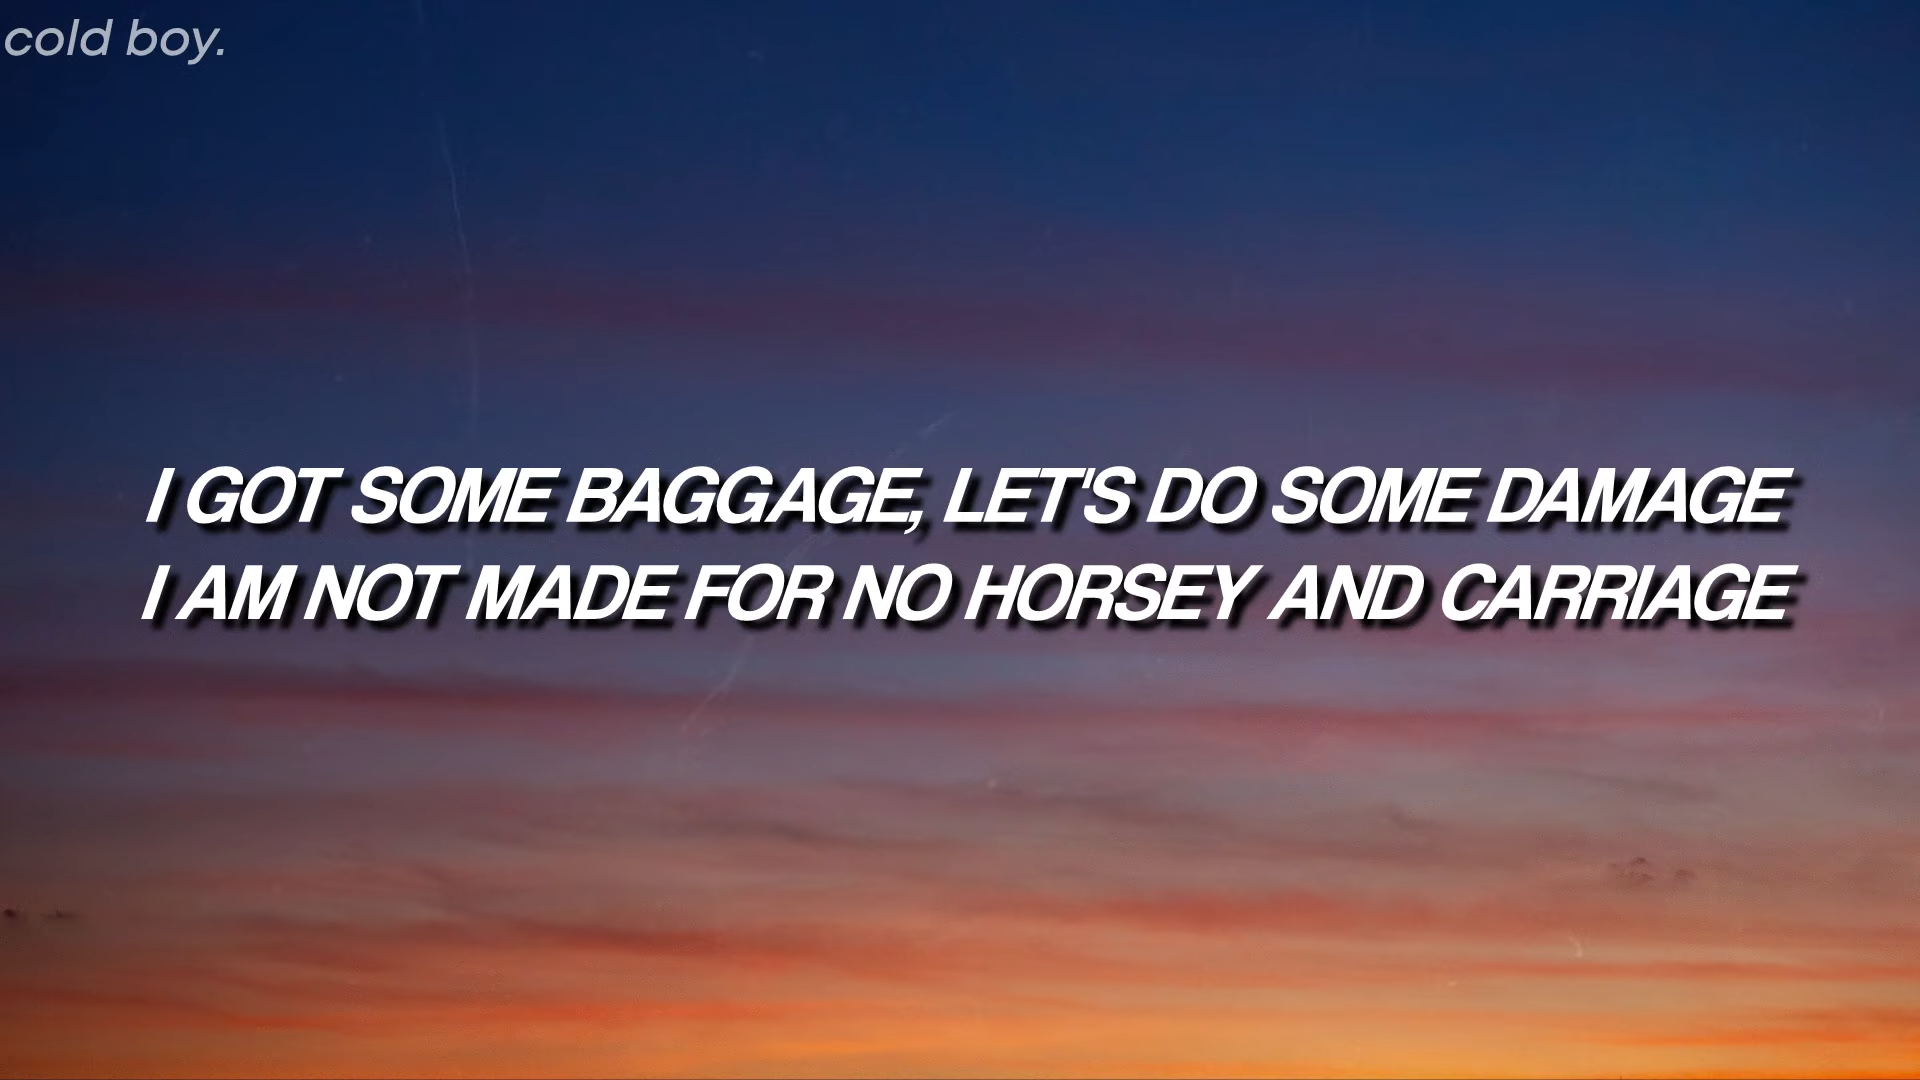 cold boy.
I GOT SOME BAGGAGE, LET'S DO SOME DAMAGE
I AM NOT MADE FOR NO HORSEY AND CARRIAGE